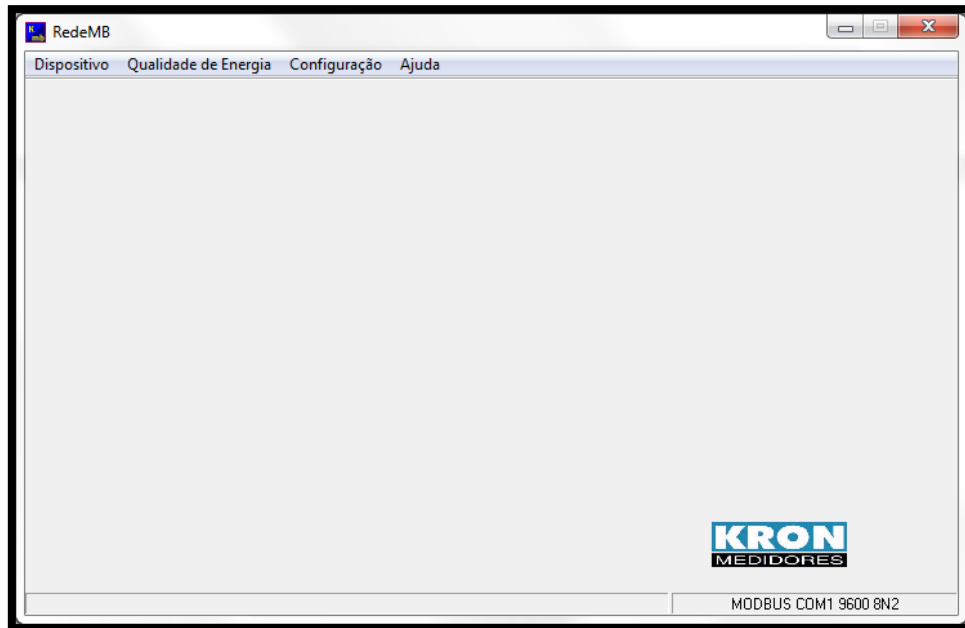 RedeMB
Dispositivo Qualidade de Energia Configuração Ajuda
KRON
MEDIDORES
MODBUS COM1 9600 8N2